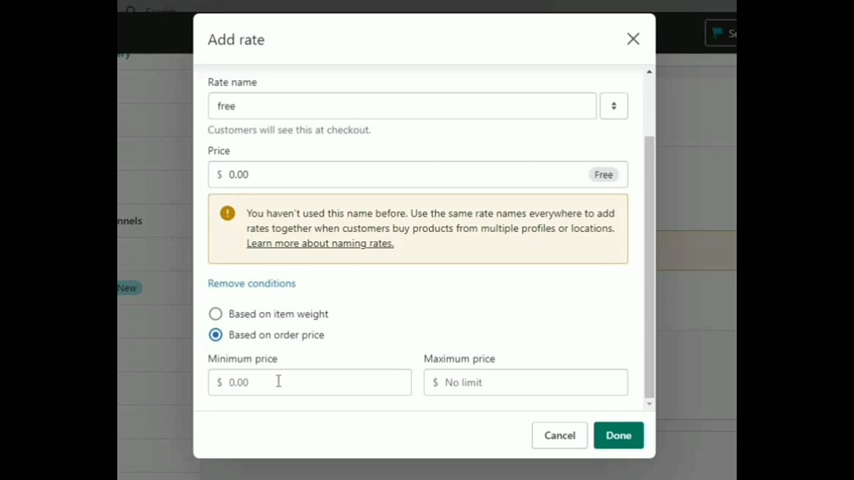 Add rate
Rate name
free
Customers will see this at checkout.
Price
$ 0.00 Free
You haven't used this name before. Use the same rate names everywhere to add
rates together when customers buy products from multiple profiles or locations.
Learn more about naming rates.
nnels
Remove conditions
New
Based on item weight
Based on order price
Minimum price Maximum price
$ 0.00 $ No limit
Cancel Done